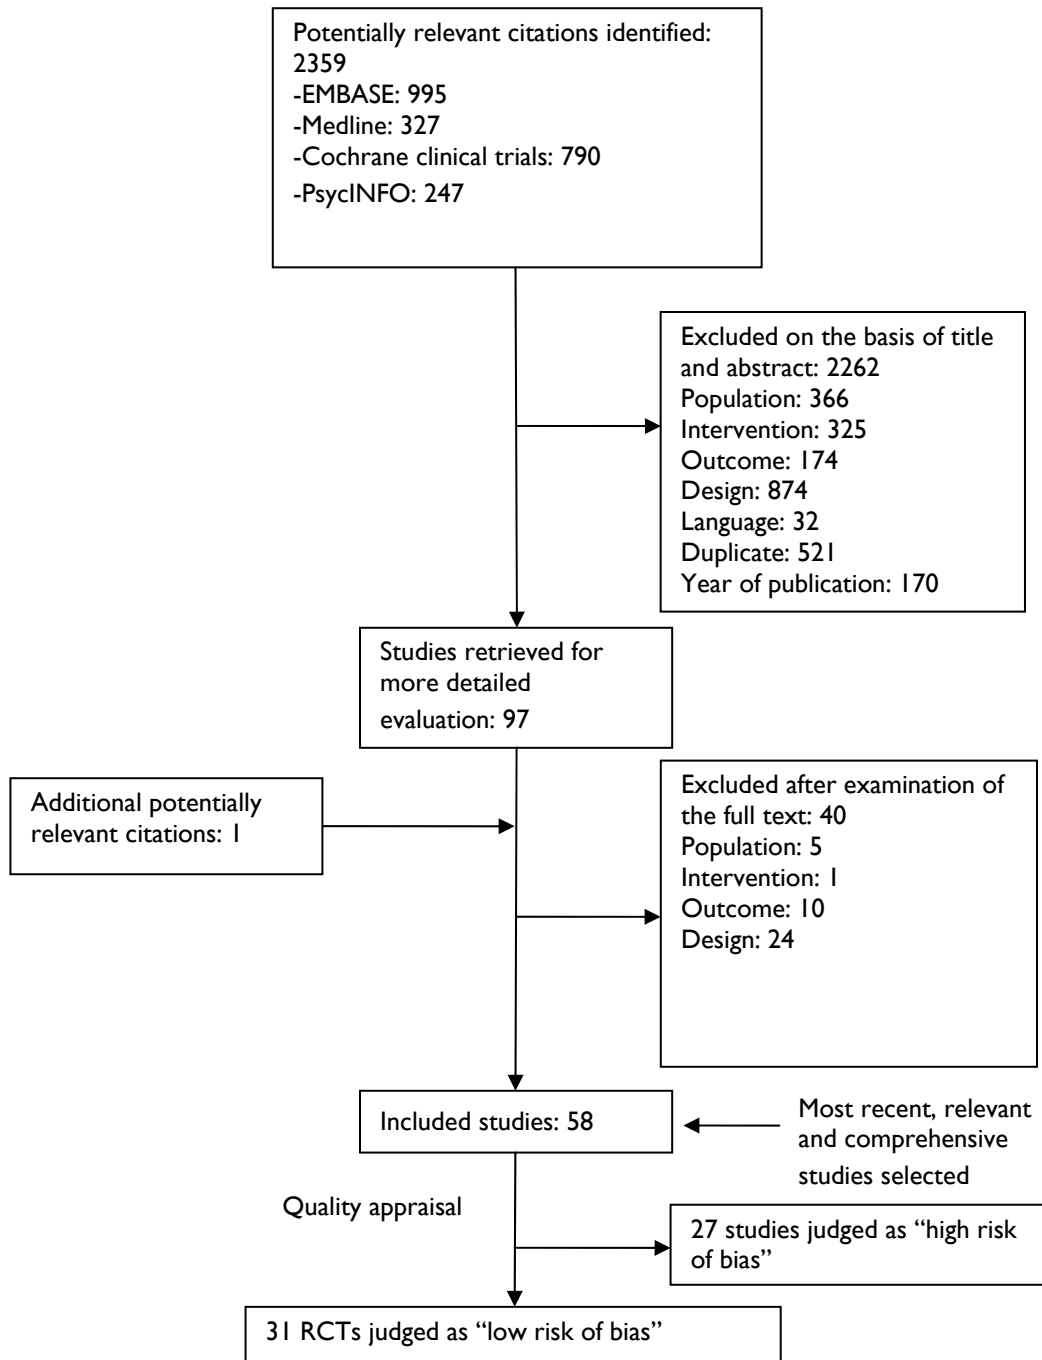 Potentially relevant citations identified:
2359
-EMBASE: 995
-Medline: 327
-Cochrane clinical trials: 790
-PsycINFO: 247
Excluded on the basis of title
and abstract: 2262
Population: 366
Intervention: 325
Outcome: 174
Design: 874
Language: 32
Duplicate: 521
Year of publication: 170
Studies retrieved for
more detailed
evaluation: 97
Additional potentially
relevant citations: 1
Excluded after examination of
the full text: 40
Population: 5
Intervention: 1
Outcome: 10
Design: 24
Included studies: 58
Most recent, relevant
and comprehensive
studies selected
Quality appraisal
27 studies judged as “high risk
of bias”
31 RCTs judged as “low risk of bias”